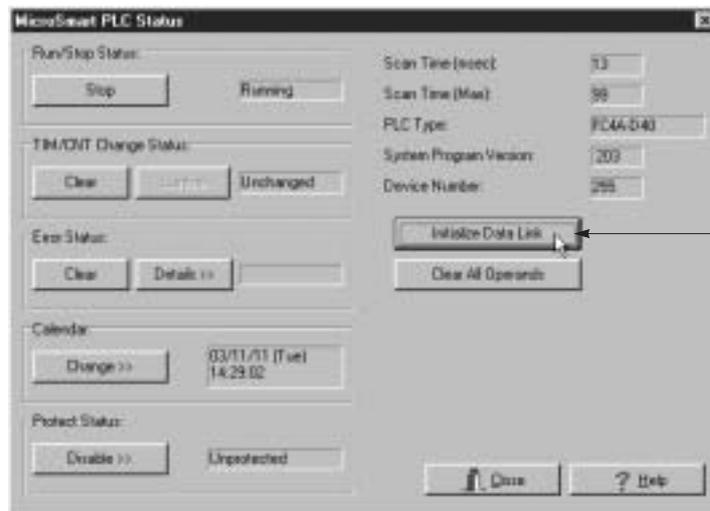 MicroSmart PLC Status
Run/Stop Status:
Stop
Running
TIM/CNT Change Status:
Clear
Unchanged
Error Status:
Clear
Details >>
Calendar
Change >>
03/11/11 (Tue)
14:29:02
Protect Status:
Disable >>
Unprotected
Scan Time (msec):
13
Scan Time (Max):
PLC Type:
FC4A-D40
System Program Version:
203
Device Number:
255
Initialize Data Link
Clear All Operands
Close
? Help